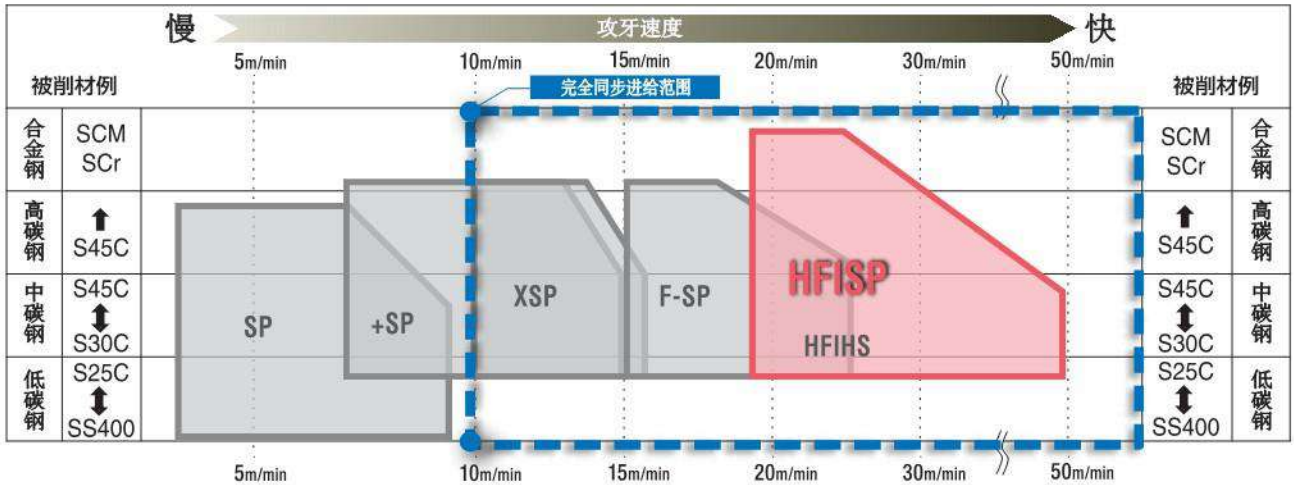 慢 攻牙速度 快
5m/min 10m/min 15m/min 20m/min 30m/min 50m/min
被削材例 完全同步进给范围 被削材例
合金钢 SCM SCr SCM SCr 合金钢
高碳钢 S45C S45C 高碳钢
中碳钢 S45C S30C S45C S30C 中碳钢
低碳钢 S25C SS400 S25C SS400 低碳钢
SP +SP XSP F-SP HFISP
HFIHS
5m/min 10m/min 15m/min 20m/min 30m/min 50m/min